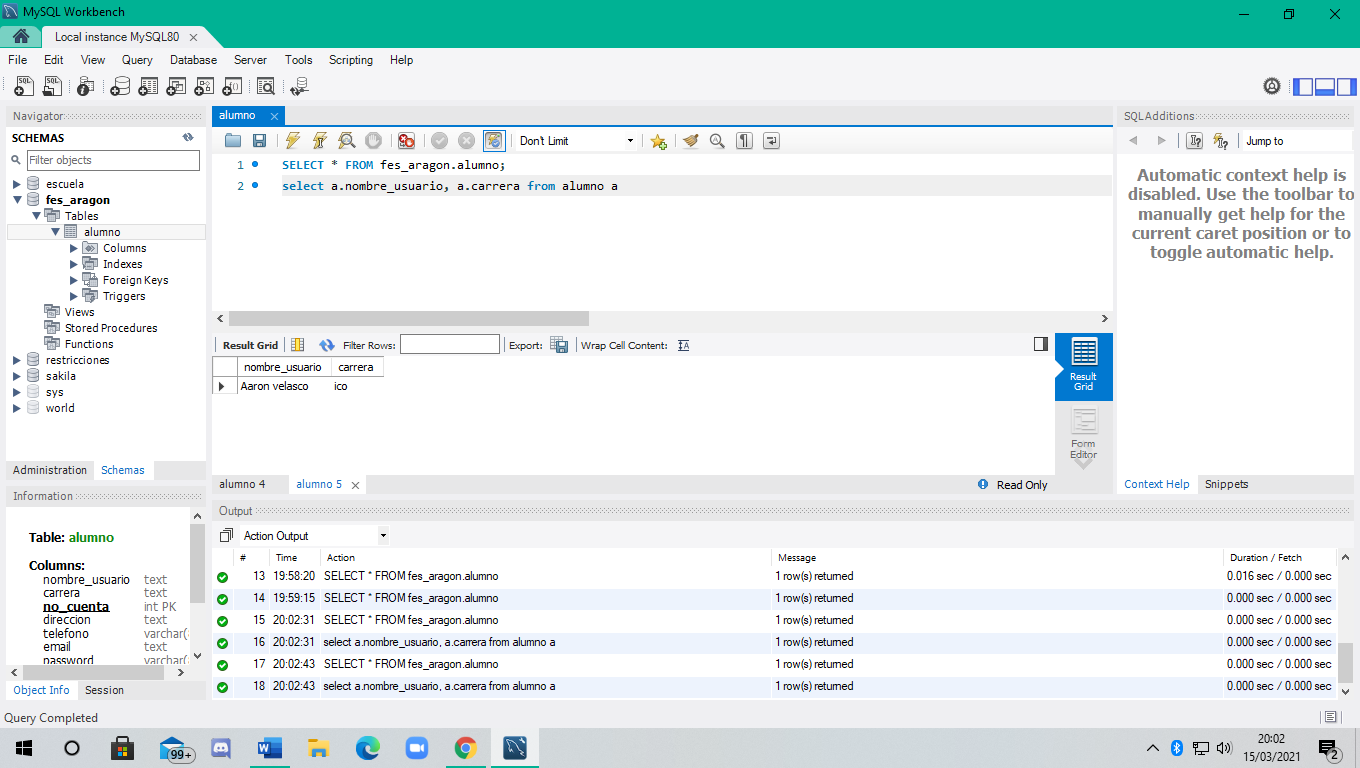 MySQL Workbench
Local instance MySQL80
File Edit View Query Database Server Tools Scripting Help
Navigator
SCHEMAS
Filter objects
escuela
fes_aragon
Tables
alumno
Columns
Indexes
Foreign Keys
Triggers
Views
Stored Procedures
Functions
restricciones
sakila
sys
world
Administration Schemas
Information
Table: alumno
Columns:
nombre_usuario text
carrera text
no_cuenta int PK
direccion text
telefono varchar(
email text
password varchar(
Object Info Session
alumno
Don't Limit
1 SELECT * FROM fes_aragon.alumno;
2 select a.nombre_usuario, a.carrera from alumno a
Result Grid Filter Rows: Export: Wrap Cell Content:
nombre_usuario carrera
Aaron velasco ico
Result
Grid
Form
Editor
alumno 4 alumno 5 Read Only
SQLAdditions
Jump to
Automatic context help is
disabled. Use the toolbar to
manually get help for the
current caret position or to
toggle automatic help.
Context Help Snippets
Output
Action Output
# Time Action Message Duration / Fetch
13 19:58:20 SELECT * FROM fes_aragon.alumno 1 row(s) returned 0.016 sec / 0.000 sec
14 19:59:15 SELECT * FROM fes_aragon.alumno 1 row(s) returned 0.000 sec / 0.000 sec
15 20:02:31 SELECT * FROM fes_aragon.alumno 1 row(s) returned 0.000 sec / 0.000 sec
16 20:02:31 select a.nombre_usuario, a.carrera from alumno a 1 row(s) returned 0.000 sec / 0.000 sec
17 20:02:43 SELECT * FROM fes_aragon.alumno 1 row(s) returned 0.000 sec / 0.000 sec
18 20:02:43 select a.nombre_usuario, a.carrera from alumno a 1 row(s) returned 0.000 sec / 0.000 sec
Query Completed
99+
20:02
15/03/2021
2